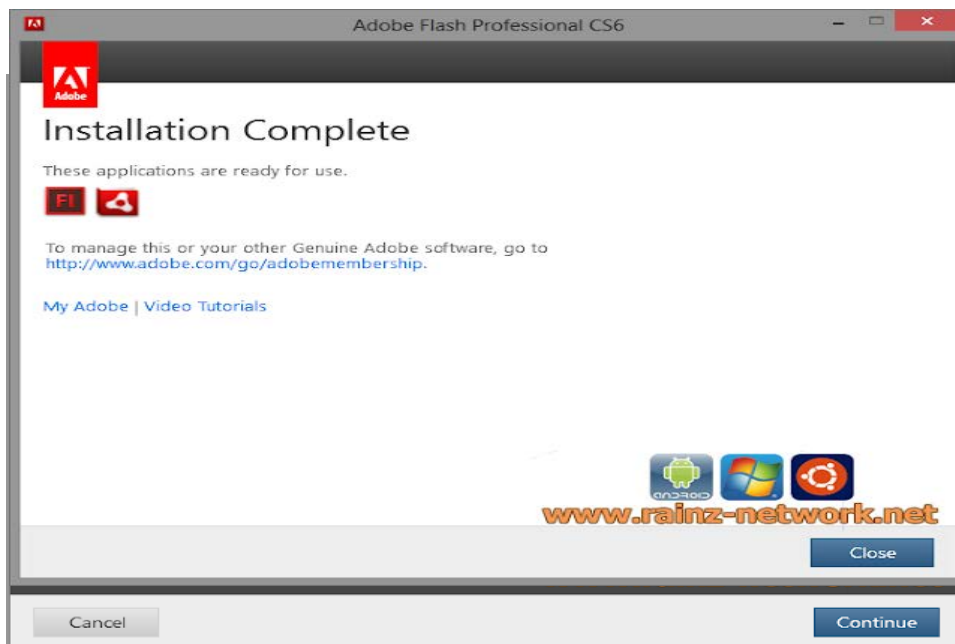 Adobe Flash Professional CS6
Adobe
Installation Complete
These applications are ready for use.
Fl
To manage this or your other Genuine Adobe software, go to
http://www.adobe.com/go/adobemembership.
My Adobe | Video Tutorials
ANDROID
www.rainz-network.net
Close
Cancel
Continue